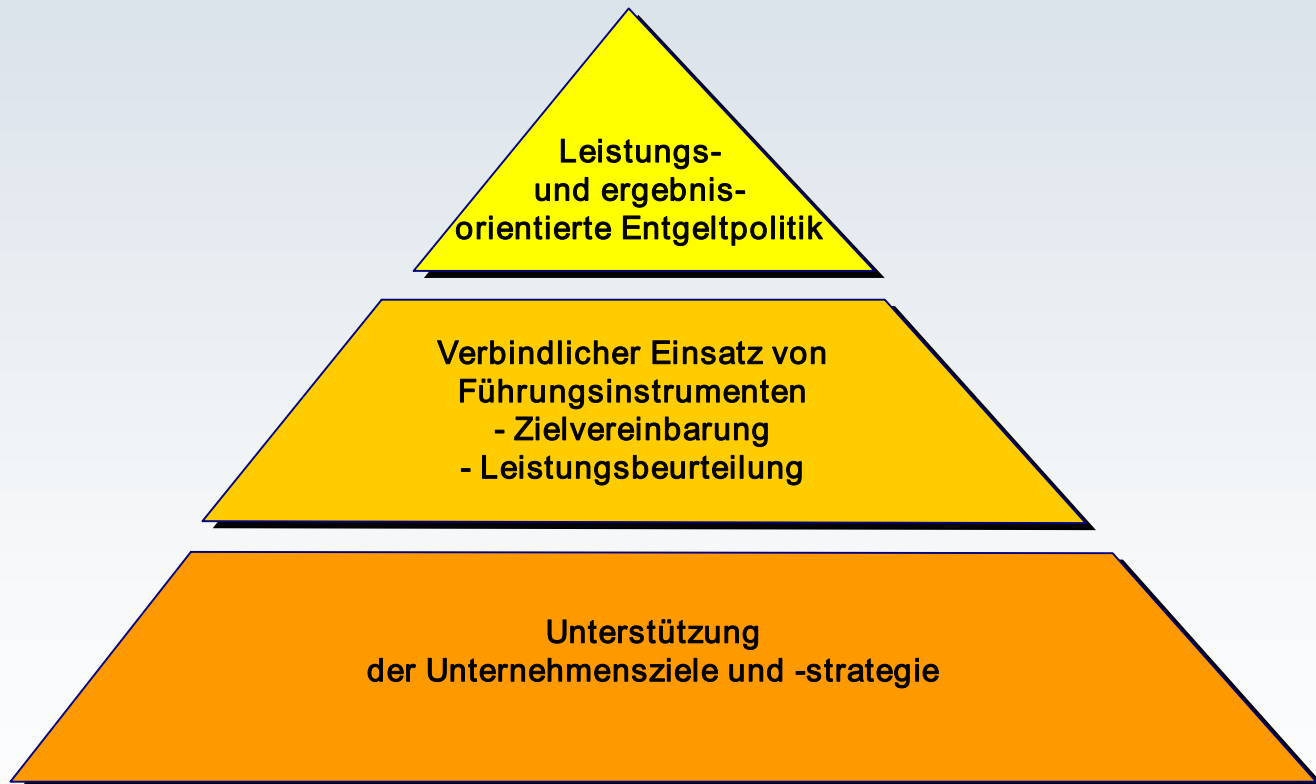 Leistungs-
und ergebnis-
orientierte Entgeltpolitik
Verbindlicher Einsatz von
Führungsinstrumenten
- Zielvereinbarung
- Leistungsbeurteilung
Unterstützung
der Unternehmensziele und -strategie